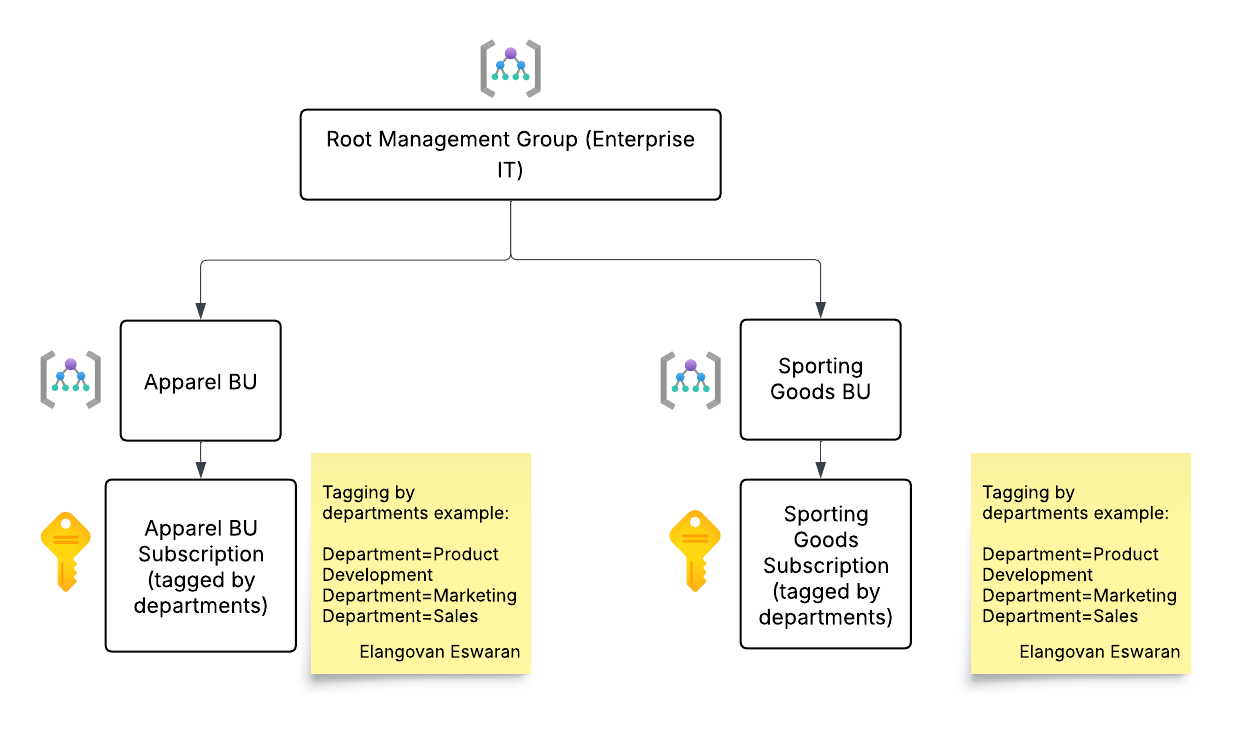 Root Management Group (Enterprise
IT)
Apparel BU
Sporting
Goods BU
Apparel BU
Subscription
(tagged by
departments)
Tagging by
departments example:
Department=Product
Development
Department=Marketing
Department=Sales
Elangovan Eswaran
Sporting
Goods
Subscription
(tagged by
departments)
Tagging by
departments example:
Department=Product
Development
Department=Marketing
Department=Sales
Elangovan Eswaran